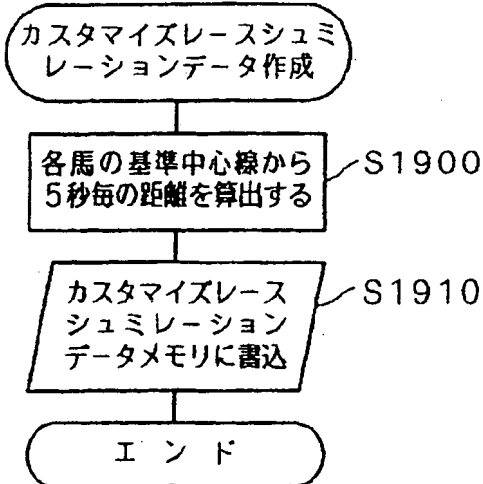 カスタマイズレースシュミ
レーションデータ作成
各馬の基準中心線から
5秒毎の距離を算出する
S1900
カスタマイズレース
シュミレーション
データメモリに書込
S1910
エンド